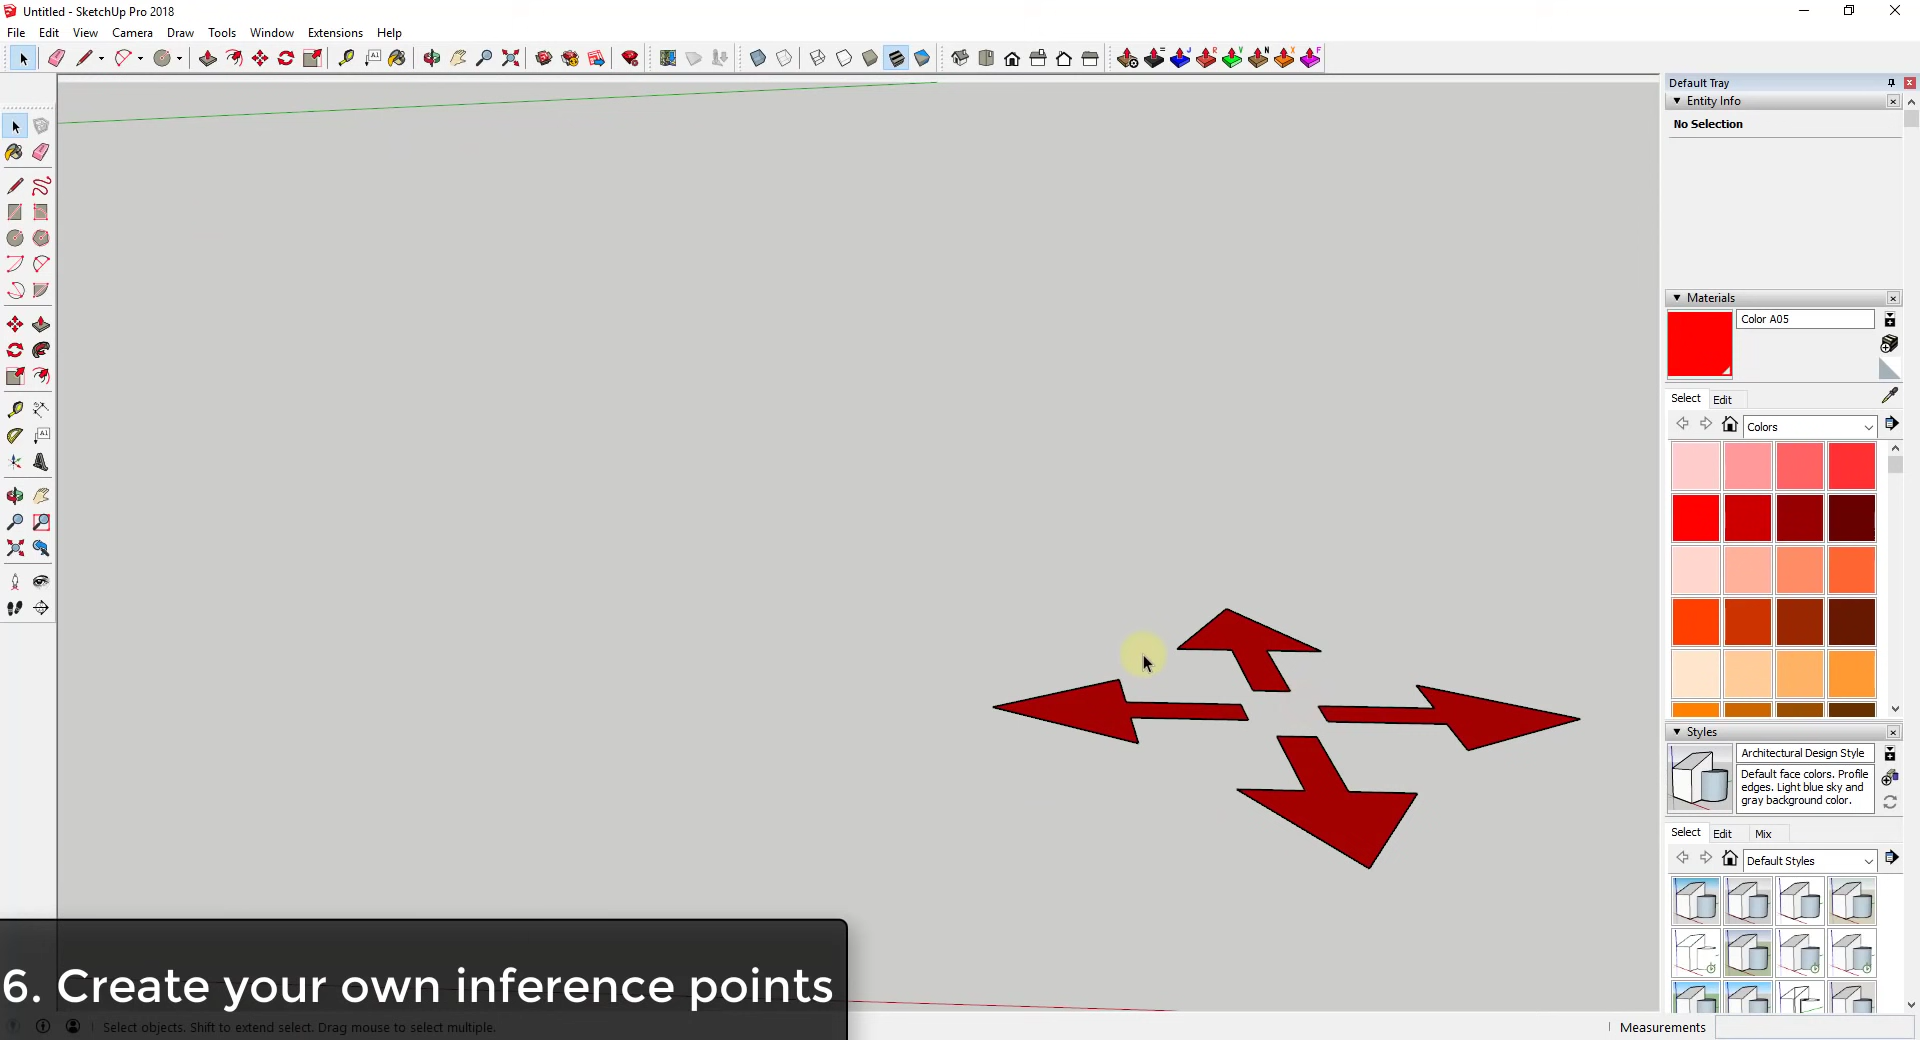 Untitled - SketchUp Pro 2018
File Edit View Camera Draw Tools Window Extensions Help
Default Tray
Entity Info
No Selection
Materials
Color A05
Select Edit
Colors
Styles
Architectural Design Style
Default face colors. Profile
edges. Light blue sky and
gray background color.
Select Edit Mix
Default Styles
6. Create your own inference points
Select objects. Shift to extend select. Drag mouse to select multiple.
Measurements